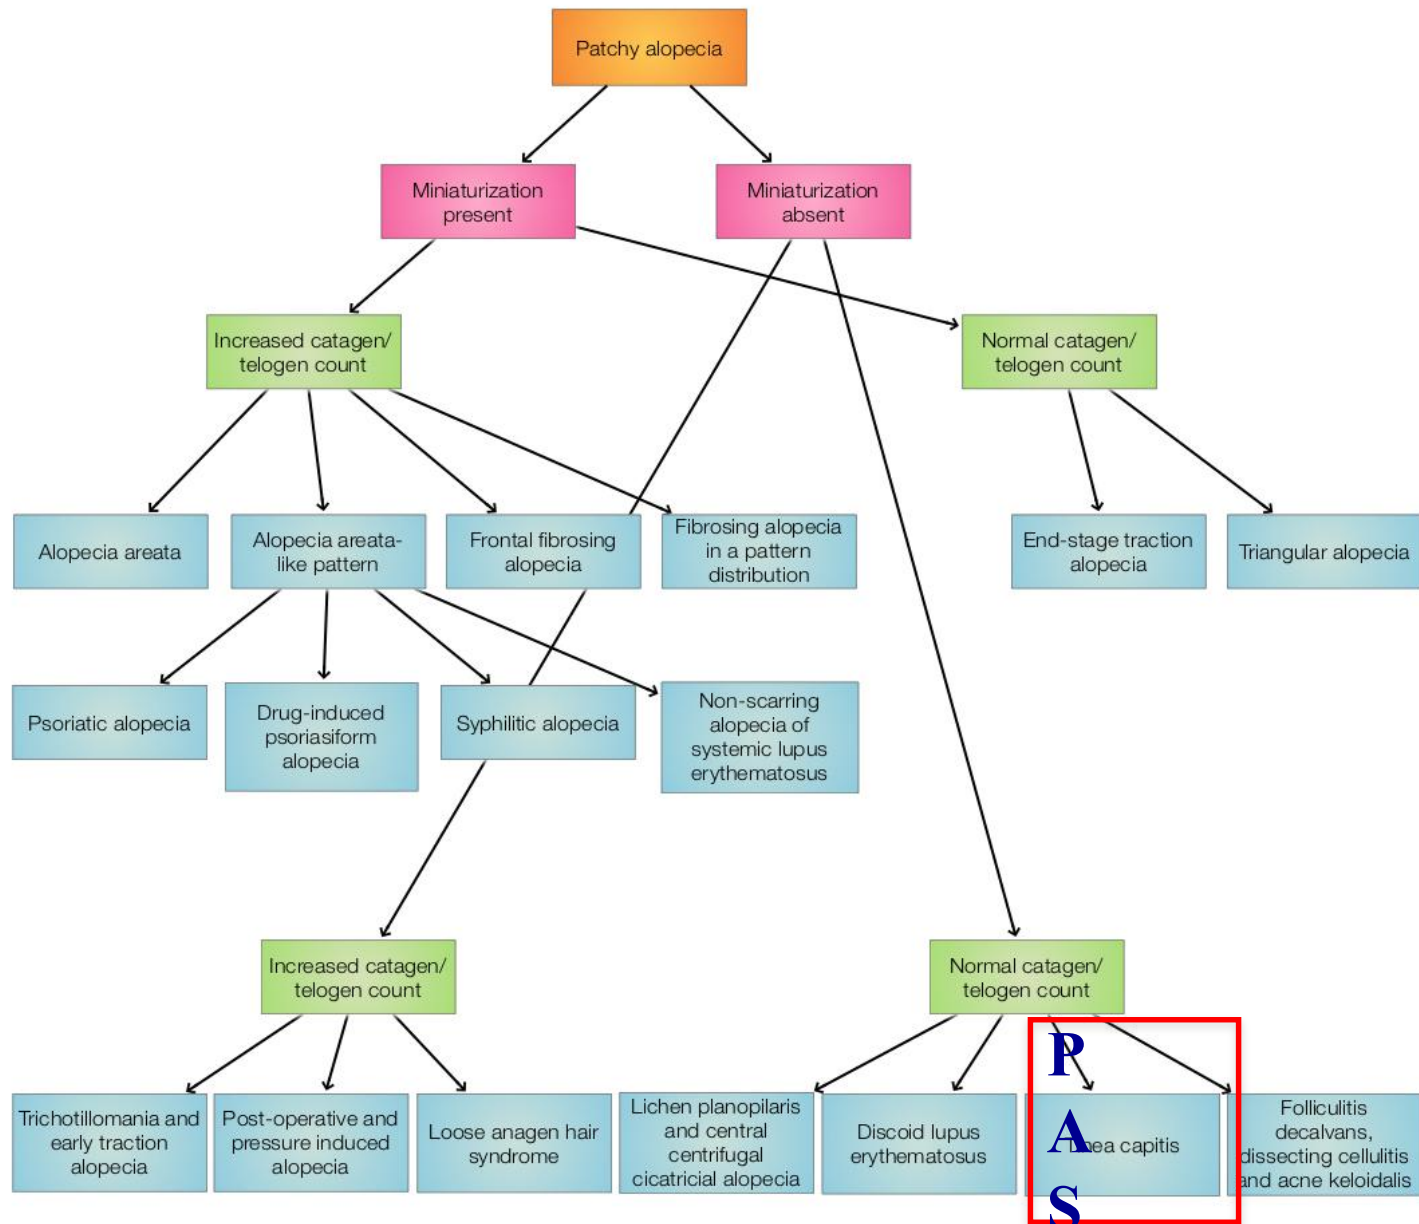 Patchy alopecia
Miniaturization
present
Miniaturization
absent
Increased catagen/
telogen count
Normal catagen/
telogen count
Alopecia areata
Alopecia areata-
like pattern
Frontal fibrosing
alopecia
Fibrosing alopecia
in a pattern
distribution
End-stage traction
alopecia
Triangular alopecia
Psoriatic alopecia
Drug-induced
psoriasiform
alopecia
Syphilitic alopecia
Non-scarring
alopecia of
systemic lupus
erythematosus
Increased catagen/
telogen count
Normal catagen/
telogen count
Trichotillomania and
early traction
alopecia
Post-operative and
pressure induced
alopecia
Loose anagen hair
syndrome
Lichen planopilaris
and central
centrifugal
cicatricial alopecia
Discoid lupus
erythematosus
capitis
P
A
S
Folliculitis
decalvans,
dissecting cellulitis
and acne keloidalis